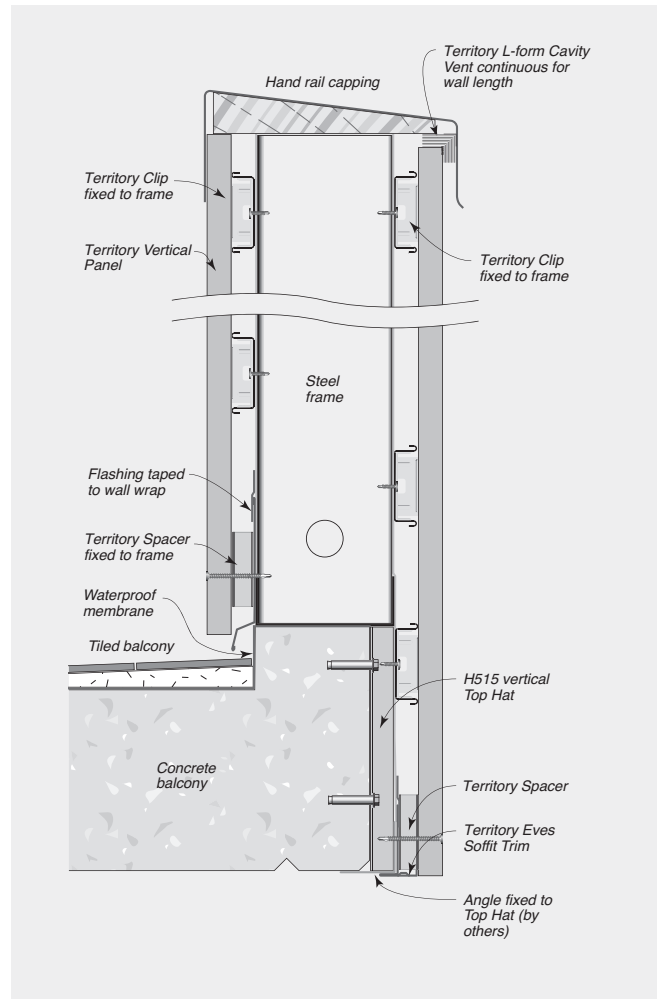 Territory L-form Cavity
Vent continuous for
wall length
Hand rail capping
Territory Clip
fixed to frame
Territory Vertical
Panel
Territory Clip
fixed to frame
Steel
frame
Flashing taped
to wall wrap
Territory Spacer
fixed to frame
Waterproof
membrane
Tiled balcony
H515 vertical
Top Hat
Concrete
balcony
Territory Spacer
Territory Eves
Soffit Trim
Angle fixed to
Top Hat (by
others)